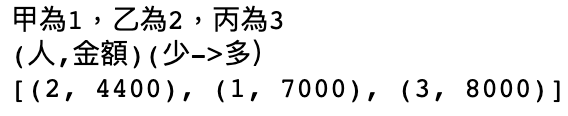 甲為1，乙為2，丙為3
(人,金額)(少->多）
[(2, 4400), (1, 7000), (3, 8000)]